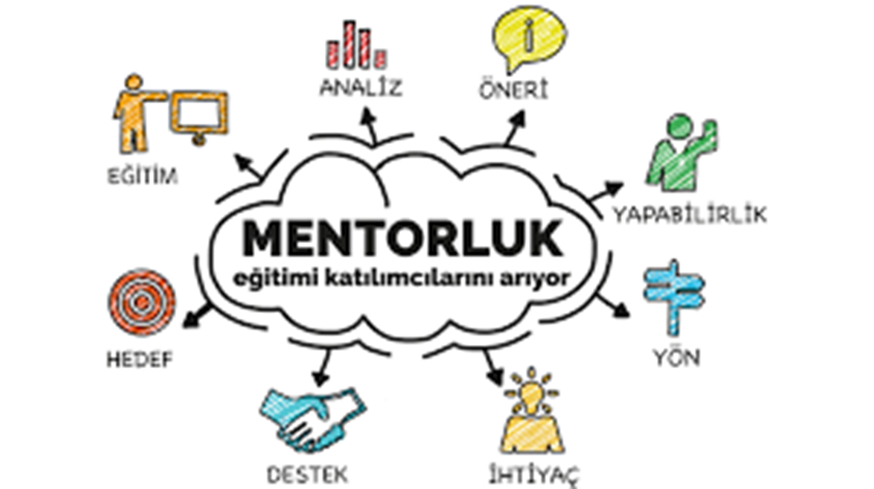 ANALİZ
ÖNERİ
EĞİTİM
YAPABİLİRLİK
MENTORLUK
eğitimi katılımcılarını arıyor
HEDEF
YÖN
DESTEK
İHTİYAÇ